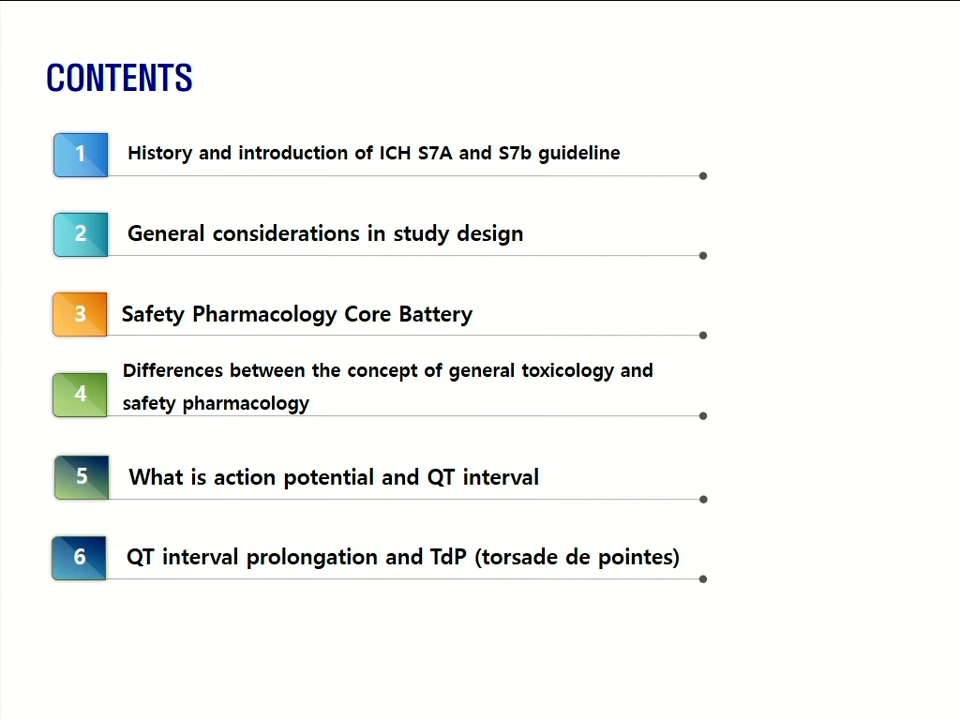 CONTENTS
1 History and introduction of ICH S7A and S7b guideline
2 General considerations in study design
3 Safety Pharmacology Core Battery
4 Differences between the concept of general toxicology and
safety pharmacology
5 What is action potential and QT interval
6 QT interval prolongation and TdP (torsade de pointes)